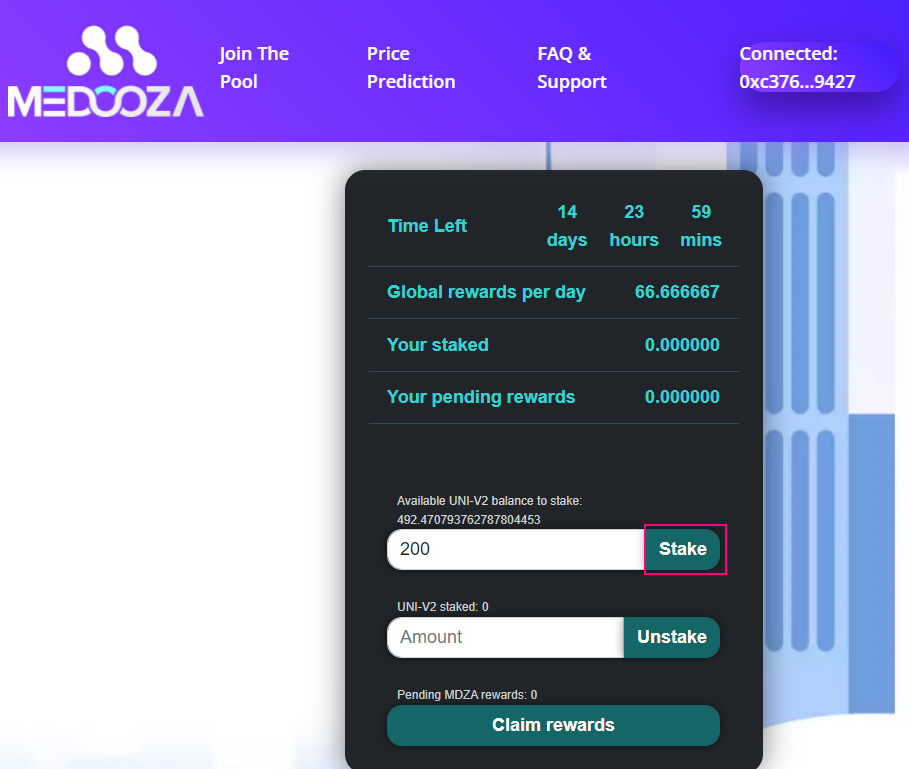 MEDOOZA
Join The
Pool
Price
Prediction
FAQ &
Support
Connected:
0xc376...9427
Time Left
14
days
23
hours
59
mins
Global rewards per day 66.666667
Your staked 0.000000
Your pending rewards 0.000000
Available UNI-V2 balance to stake:
492.470793762787804453
200 Stake
UNI-V2 staked: 0
Amount Unstake
Pending MDZA rewards: 0
Claim rewards